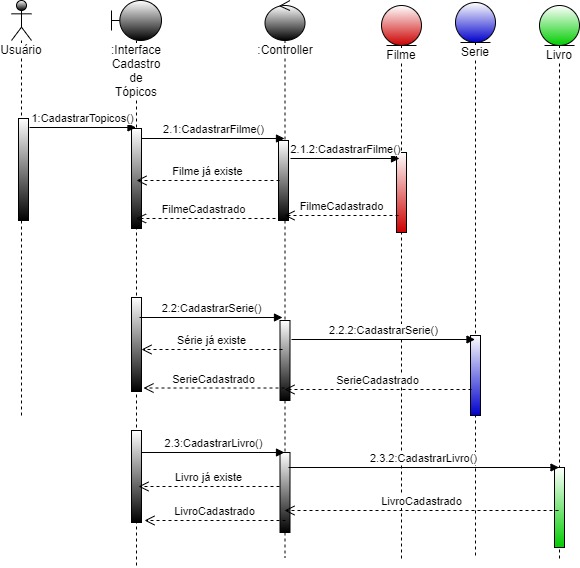 Usuário
:Interface
Cadastro
de
Tópicos
:Controller
Filme
Serie
Livro
1:CadastrarTopicos()
2.1:CadastrarFilme()
2.1.2:CadastrarFilme()
Filme já existe
FilmeCadastrado
FilmeCadastrado
2.2:CadastrarSerie()
2.2.2:CadastrarSerie()
Série já existe
SerieCadastrado
SerieCadastrado
2.3:CadastrarLivro()
2.3.2:CadastrarLivro()
Livro já existe
LivroCadastrado
LivroCadastrado